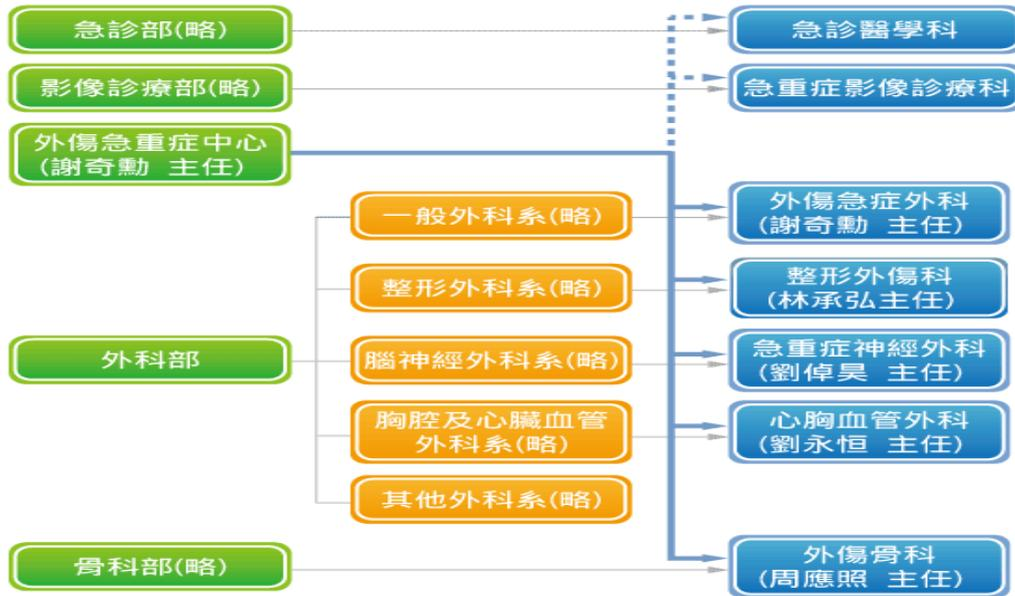 急診部(略)
急診醫學科
影像診療部(略)
急重症影像診療科
外傷急重症中心
(謝奇勳 主任)
一般外科系(略)
外傷急症外科
(謝奇勳 主任)
整形外科系(略)
整形外傷科
(林承弘主任)
外科部
腦神經外科系(略)
急重症神經外科
(劉倬昊 主任)
胸腔及心臟血管
外科系(略)
心胸血管外科
(劉永恒 主任)
其他外科系(略)
骨科部(略)
外傷骨科
(周應照 主任)